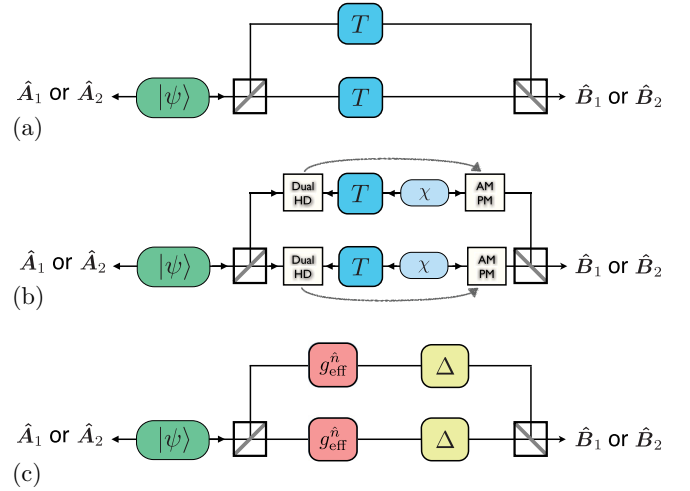 T
Â₁ or Â₂ |ψ⟩ T B̂₁ or B̂₂
(a)
Dual HD T χ AM PM
Â₁ or Â₂ |ψ⟩ Dual HD T χ AM PM B̂₁ or B̂₂
(b)
g_eff^n̂ Δ
Â₁ or Â₂ |ψ⟩ g_eff^n̂ Δ B̂₁ or B̂₂
(c)